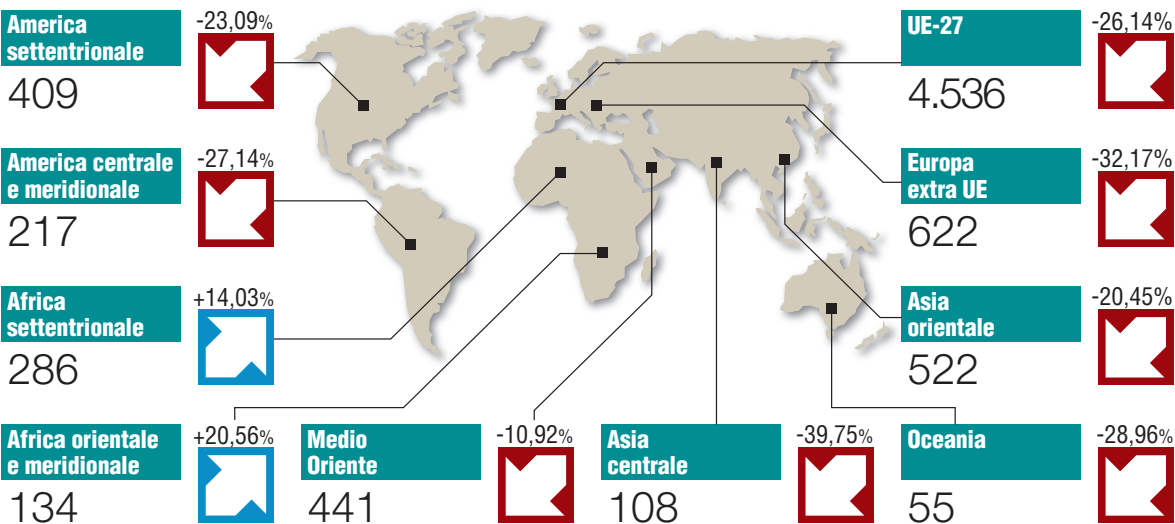 America
settentrionale
-23,09%
409
America centrale
e meridionale
-27,14%
217
Africa
settentrionale
+14,03%
286
Africa orientale
e meridionale
+20,56%
134
Medio
Oriente
-10,92%
441
Asia
centrale
-39,75%
108
UE-27
-26,14%
4.536
Europa
extra UE
-32,17%
622
Asia
orientale
-20,45%
522
Oceania
-28,96%
55